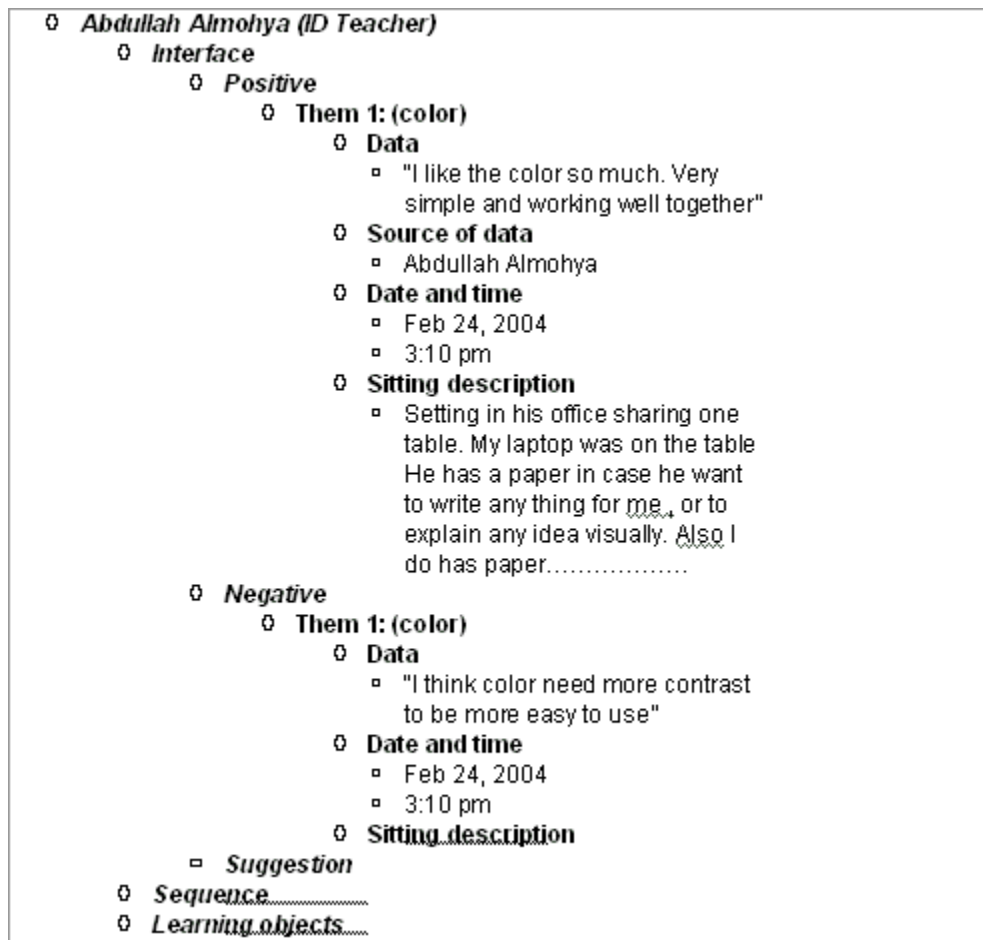 Abdullah Almohya (ID Teacher)
Interface
Positive
Them 1: (color)
Data
"I like the color so much. Very
simple and working well together"
Source of data
Abdullah Almohya
Date and time
Feb 24, 2004
3:10 pm
Sitting description
Setting in his office sharing one
table. My laptop was on the table
He has a paper in case he want
to write any thing for me , or to
explain any idea visually. Also I
do has paper..................
Negative
Them 1: (color)
Data
"I think color need more contrast
to be more easy to use"
Date and time
Feb 24, 2004
3:10 pm
Sitting description
Suggestion
Sequence
Learning objects